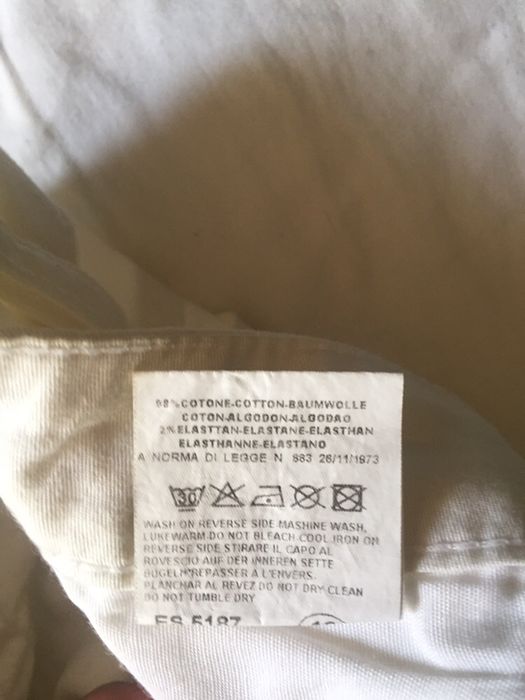 98%COTONE-COTTON-BAUMWOLLE
COTON-ALGODON-ALGODAO
2%ELASTTAN-ELASTANE-ELASTHAN
ELASTHANNE-ELASTANO
A NORMA DI LEGGE N 883 26/11/1973
30
WASH ON REVERSE SIDE.MASHINE WASH,
LUKEWARM.DO NOT BLEACH.COOL.IRON ON
REVERSE SIDE STIRARE IL CAPO AL
ROVESCIO AUF DER INNEREN SETTE
BUGELN*REPASSER A L'ENVERS.
PLANCHAR AL REVEZ DO NOT DRY CLEAN
DO NOT TUMBLE DRY
ES 5187